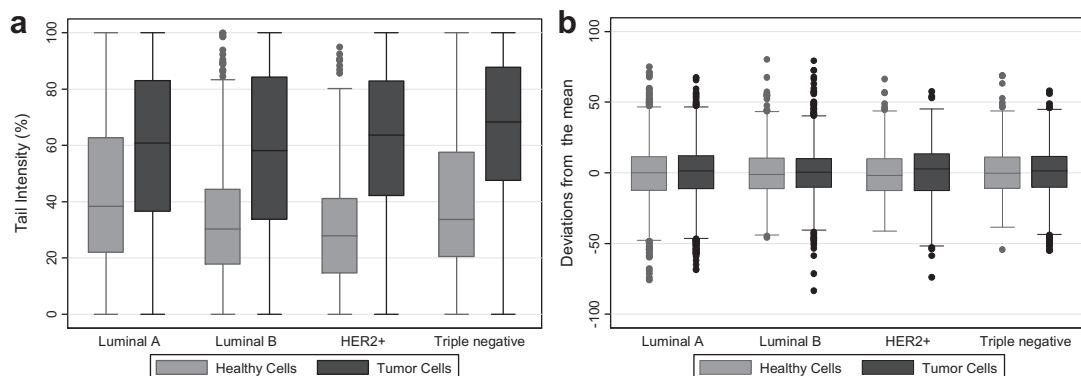 a
Tail Intensity (%)
100
80
60
40
20
0
Luminal A Luminal B HER2+ Triple negative
Healthy Cells Tumor Cells
b
Deviations from the mean
100
50
0
-50
-100
Luminal A Luminal B HER2+ Triple negative
Healthy Cells Tumor Cells